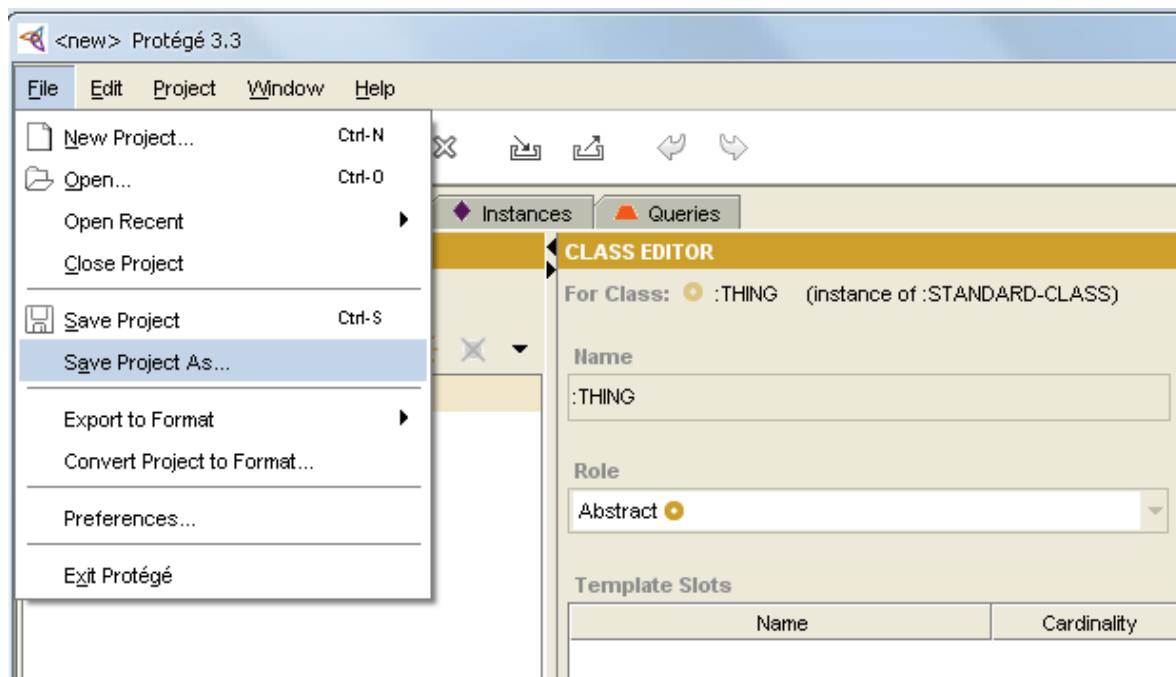 <new> Protégé 3.3
File Edit Project Window Help
New Project... Ctrl-N
Open... Ctrl-O
Open Recent
Close Project
Save Project Ctrl-S
Save Project As...
Export to Format
Convert Project to Format...
Preferences...
Exit Protégé
Instances Queries
CLASS EDITOR
For Class: :THING (instance of :STANDARD-CLASS)
Name
:THING
Role
Abstract
Template Slots
Name Cardinality